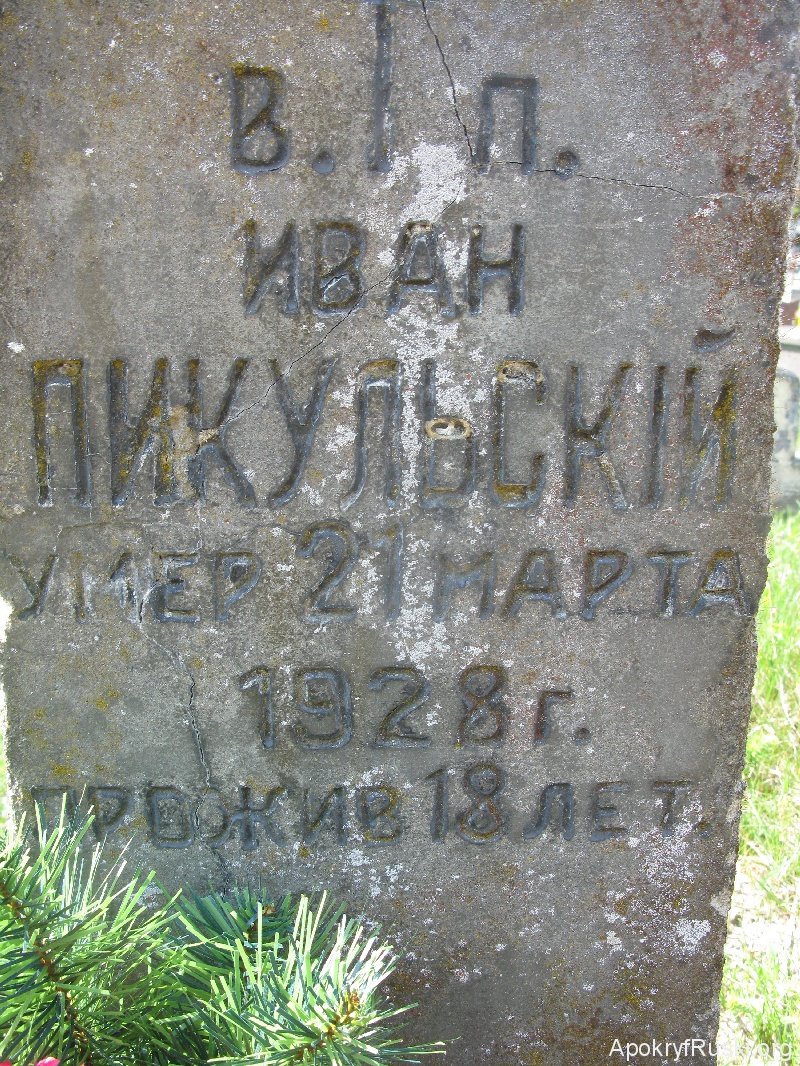 В. П.
ИВАН
ПИКУЛЬСКІЙ
УМЕР 21 МАРТА
1928 г.
ПРОЖИВ 18 ЛЕТ.
ApokryfRuski.org